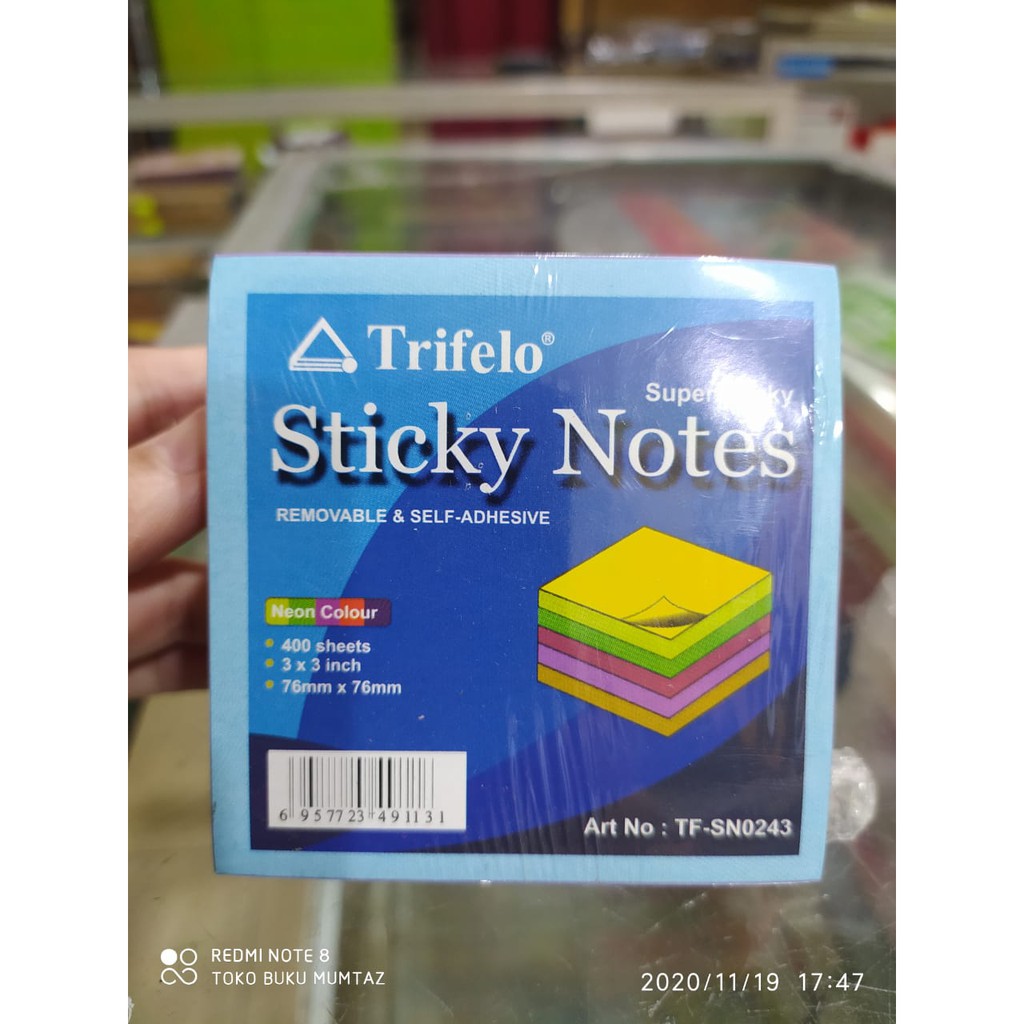 Trifelo®
Super
Sticky Notes
REMOVABLE & SELF-ADHESIVE
Neon Colour
400 sheets
3 x 3 inch
76mm x 76mm
6 957723 491131
Art No : TF-SN0243
REDMI NOTE 8
TOKO BUKU MUMTAZ
2020/11/19 17:47